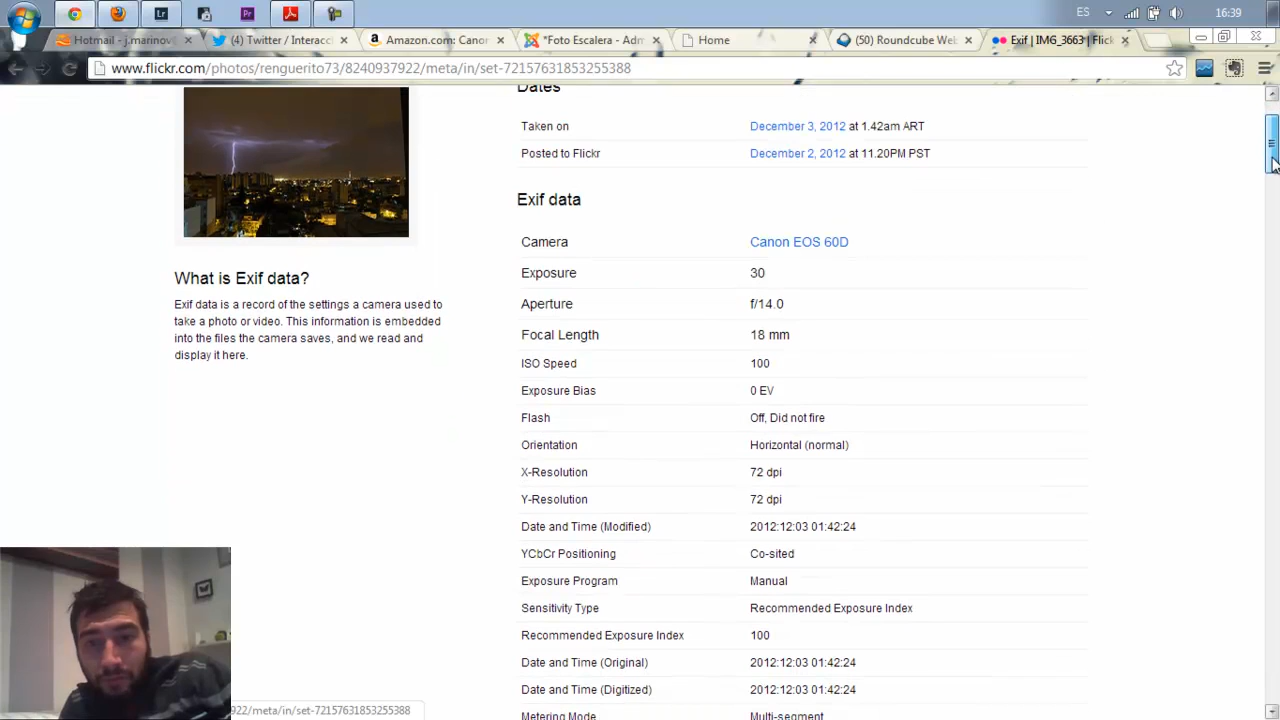 ES 16:39
Hotmail - j.marinov
(4) Twitter / Interacc
Amazon.com: Cano
*Foto Escalera - Adm
Home
(50) Roundcube Web
Exif | IMG_3663 | Flick
www.flickr.com/photos/renguerito73/8240937922/meta/in/set-72157631853255388
Dates
Taken on December 3, 2012 at 1.42am ART
Posted to Flickr December 2, 2012 at 11.20PM PST
What is Exif data?
Exif data is a record of the settings a camera used to
take a photo or video. This information is embedded
into the files the camera saves, and we read and
display it here.
Exif data
Camera Canon EOS 60D
Exposure 30
Aperture f/14.0
Focal Length 18 mm
ISO Speed 100
Exposure Bias 0 EV
Flash Off, Did not fire
Orientation Horizontal (normal)
X-Resolution 72 dpi
Y-Resolution 72 dpi
Date and Time (Modified) 2012:12:03 01:42:24
YCbCr Positioning Co-sited
Exposure Program Manual
Sensitivity Type Recommended Exposure Index
Recommended Exposure Index 100
Date and Time (Original) 2012:12:03 01:42:24
Date and Time (Digitized) 2012:12:03 01:42:24
Metering Mode Multi-segment
922/meta/in/set-72157631853255388